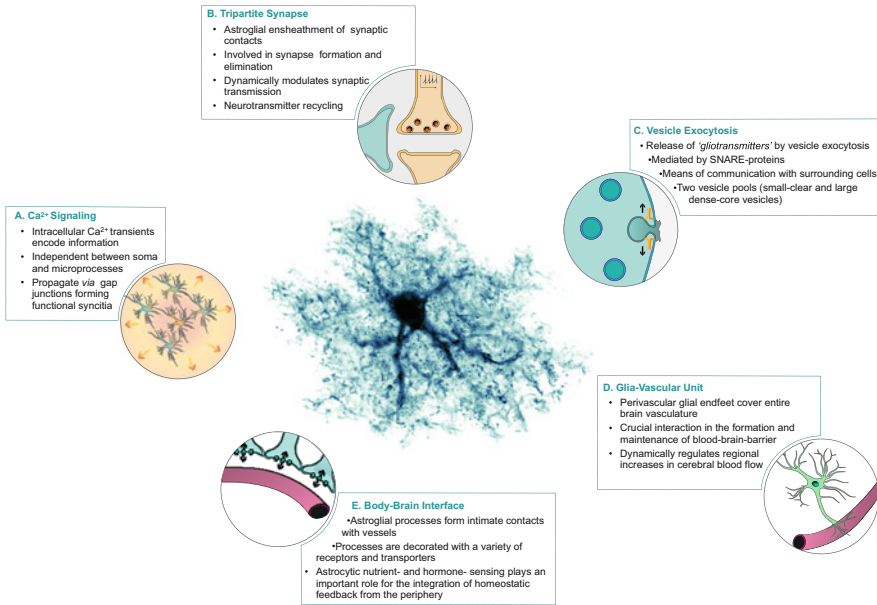 B. Tripartite Synapse
• Astroglial ensheathment of synaptic
contacts
• Involved in synapse formation and
elimination
• Dynamically modulates synaptic
transmission
• Neurotransmitter recycling
C. Vesicle Exocytosis
• Release of 'gliotransmitters' by vesicle exocytosis
•Mediated by SNARE-proteins
•Means of communication with surrounding cells
•Two vesicle pools (small-clear and large
dense-core vesicles)
A. Ca²⁺ Signaling
• Intracellular Ca²⁺ transients
encode information
• Independent between soma
and microprocesses
• Propagate via gap
junctions forming
functional syncitia
D. Glia-Vascular Unit
• Perivascular glial endfeet cover entire
brain vasculature
• Crucial interaction in the formation and
maintenance of blood-brain-barrier
• Dynamically regulates regional
increases in cerebral blood flow
E. Body-Brain Interface
•Astroglial processes form intimate contacts
with vessels
•Processes are decorated with a variety of
receptors and transporters
• Astrocytic nutrient- and hormone- sensing plays an
important role for the integration of homeostatic
feedback from the periphery